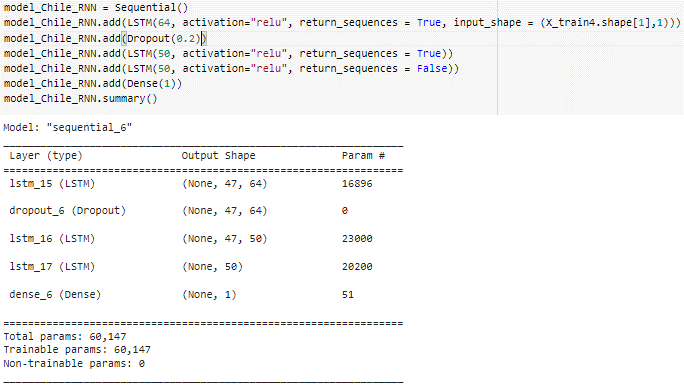 model_Chile_RNN = Sequential()
model_Chile_RNN.add(LSTM(64, activation="relu", return_sequences = True, input_shape = (X_train4.shape[1],1)))
model_Chile_RNN.add(Dropout(0.2))
model_Chile_RNN.add(LSTM(50, activation="relu", return_sequences = True))
model_Chile_RNN.add(LSTM(50, activation="relu", return_sequences = False))
model_Chile_RNN.add(Dense(1))
model_Chile_RNN.summary()
Model: "sequential_6"
Layer (type) Output Shape Param #
lstm_15 (LSTM) (None, 47, 64) 16896
dropout_6 (Dropout) (None, 47, 64) 0
lstm_16 (LSTM) (None, 47, 50) 23000
lstm_17 (LSTM) (None, 50) 20200
dense_6 (Dense) (None, 1) 51
Total params: 60,147
Trainable params: 60,147
Non-trainable params: 0